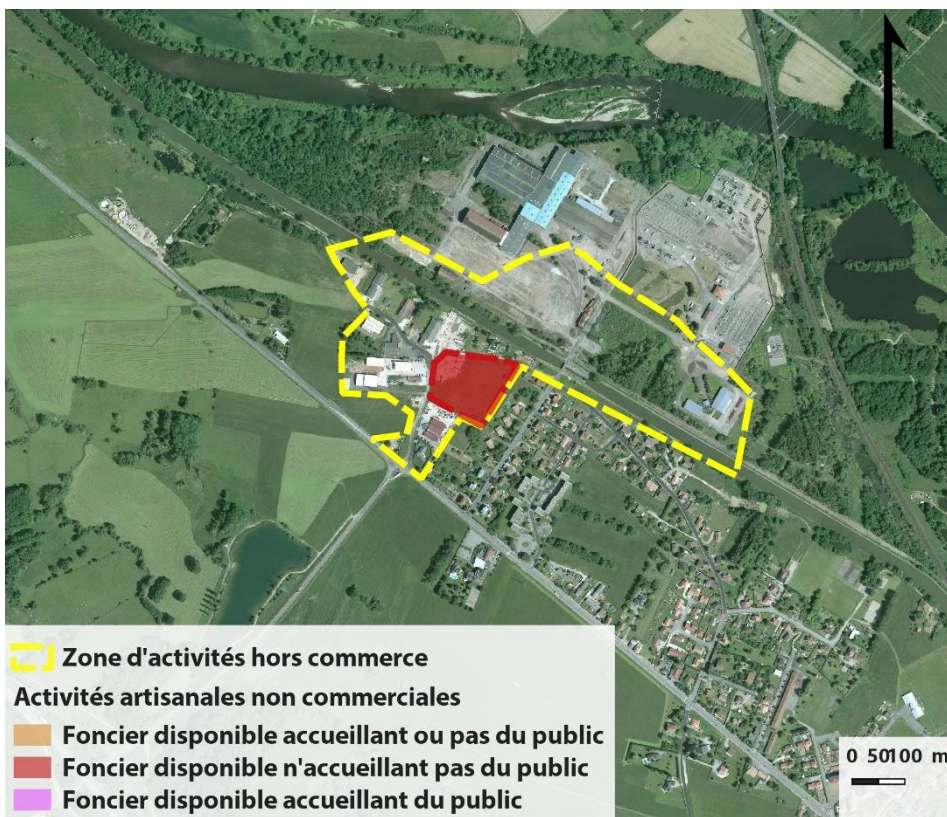 Zone d'activités hors commerce
Activités artisanales non commerciales
Foncier disponible accueillant ou pas du public
Foncier disponible n'accueillant pas du public
Foncier disponible accueillant du public
0 50100 m